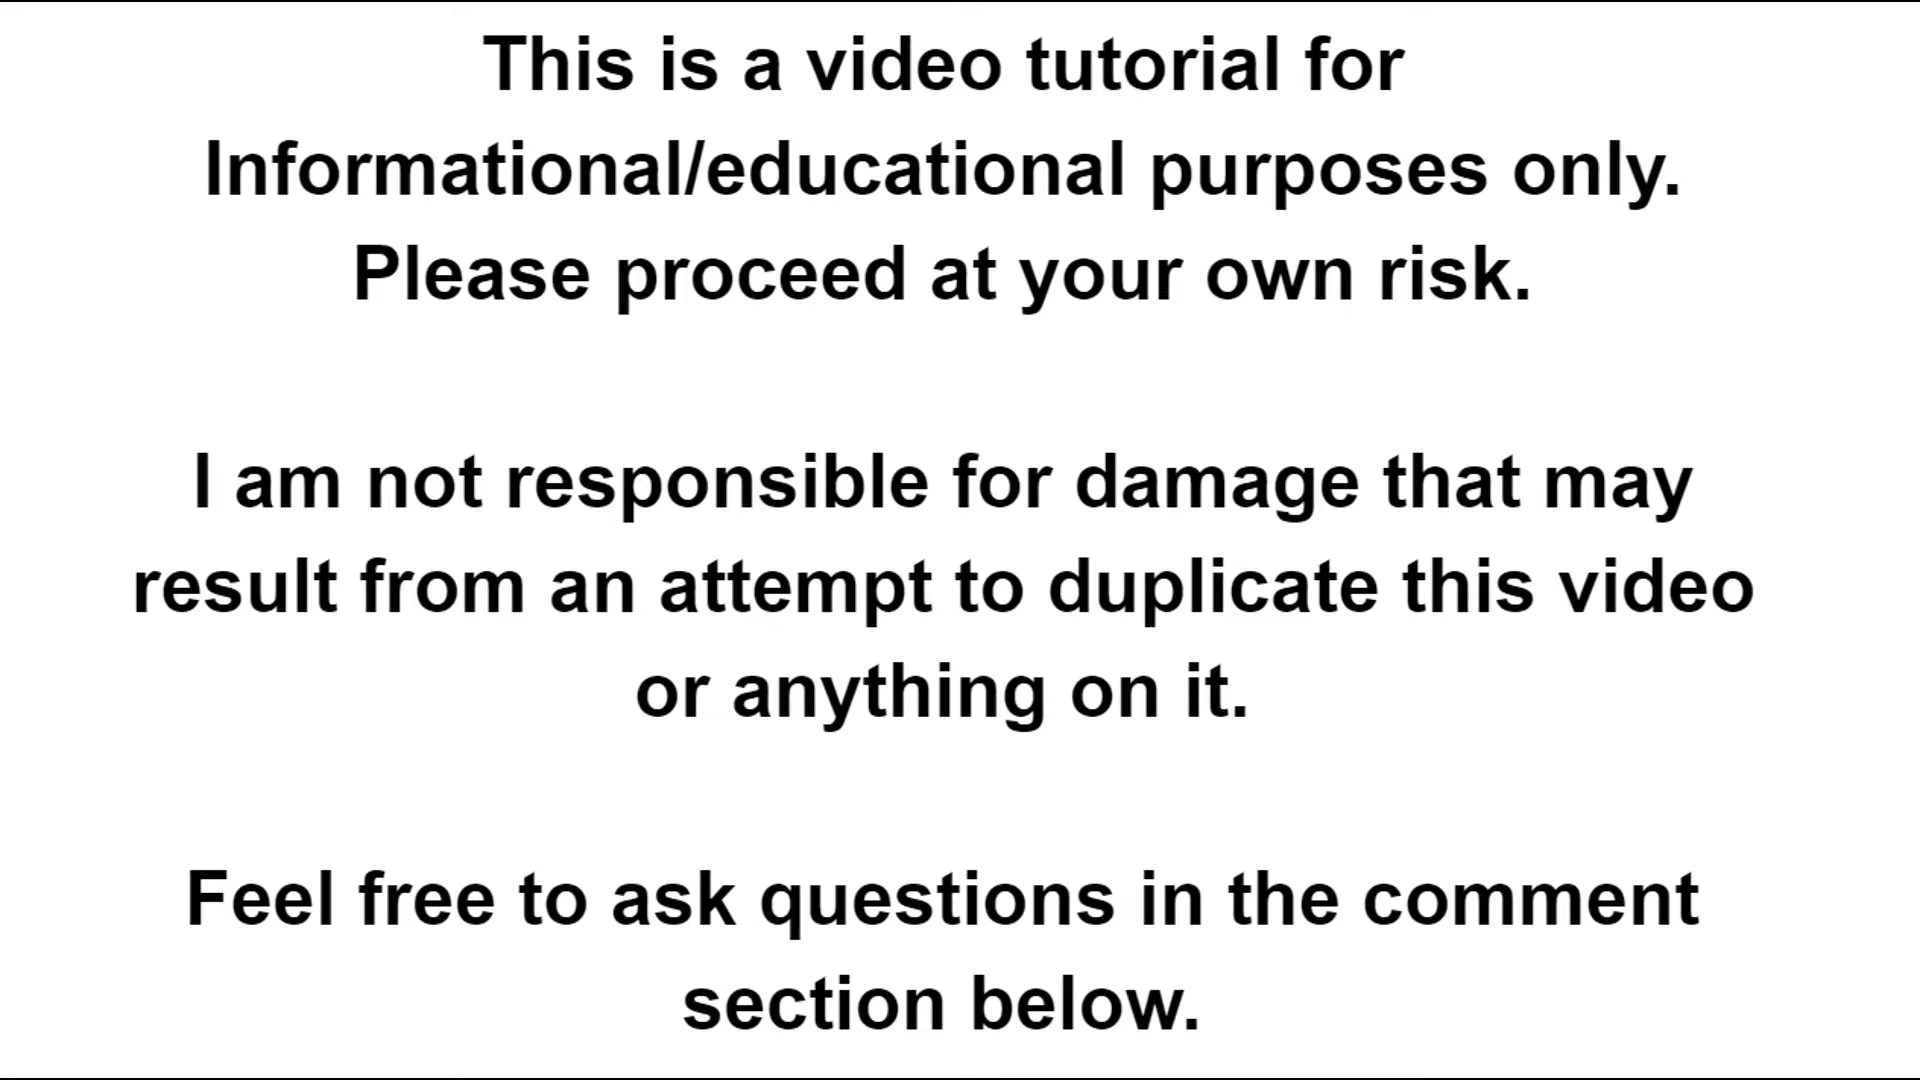 This is a video tutorial for
Informational/educational purposes only.
Please proceed at your own risk.
I am not responsible for damage that may
result from an attempt to duplicate this video
or anything on it.
Feel free to ask questions in the comment
section below.